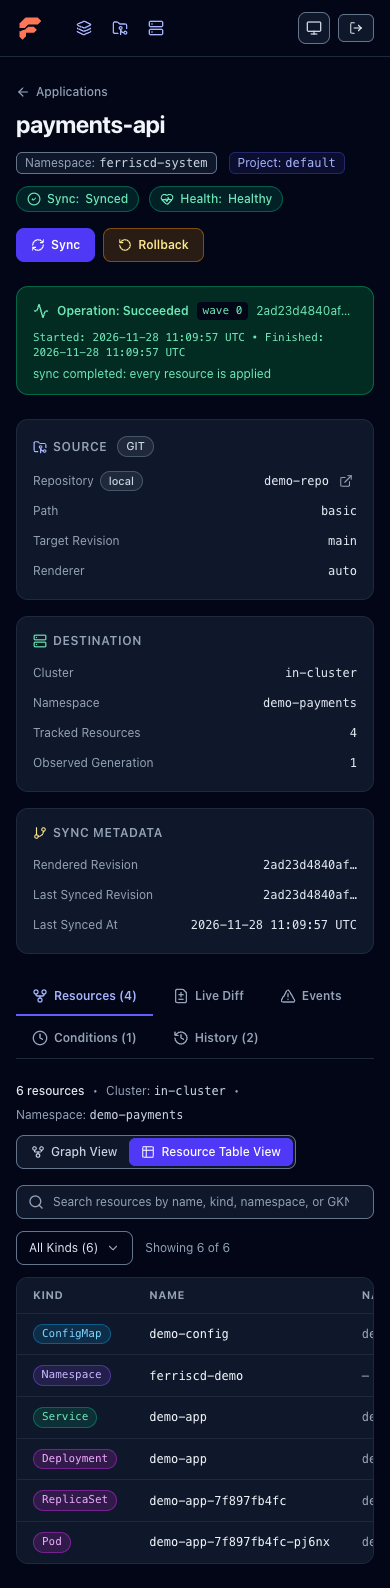 Applications
payments-api
Namespace: ferriscd-system Project: default
Sync: Synced Health: Healthy
Sync Rollback
Operation: Succeeded wave 0 2ad23d4840af…
Started: 2026-11-28 11:09:57 UTC • Finished:
2026-11-28 11:09:57 UTC
sync completed: every resource is applied
SOURCE GIT
Repository local demo-repo
Path basic
Target Revision main
Renderer auto
DESTINATION
Cluster in-cluster
Namespace demo-payments
Tracked Resources 4
Observed Generation 1
SYNC METADATA
Rendered Revision 2ad23d4840af…
Last Synced Revision 2ad23d4840af…
Last Synced At 2026-11-28 11:09:57 UTC
Resources (4) Live Diff Events
Conditions (1) History (2)
6 resources • Cluster: in-cluster •
Namespace: demo-payments
Graph View Resource Table View
Search resources by name, kind, namespace, or GKN
All Kinds (6) Showing 6 of 6
KIND NAME
ConfigMap demo-config
Namespace ferriscd-demo –
Service demo-app
Deployment demo-app
ReplicaSet demo-app-7f897fb4fc
Pod demo-app-7f897fb4fc-pj6nx